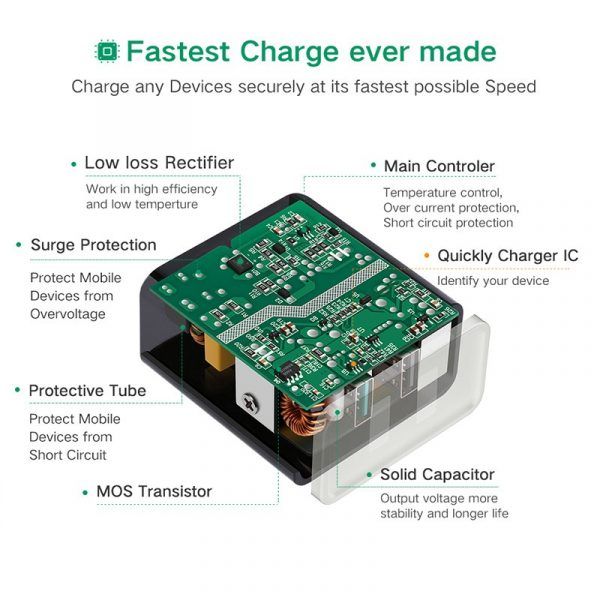 Fastest Charge ever made
Charge any Devices securely at its fastest possible Speed
Low loss Rectifier
Work in high efficiency
and low temperture
Main Controler
Temperature control,
Over current protection,
Short circuit protection
Surge Protection
Protect Mobile
Devices from
Overvoltage
Quickly Charger IC
Identify your device
Protective Tube
Protect Mobile
Devices from
Short Circuit
MOS Transistor
Solid Capacitor
Output voltage more
stability and longer life